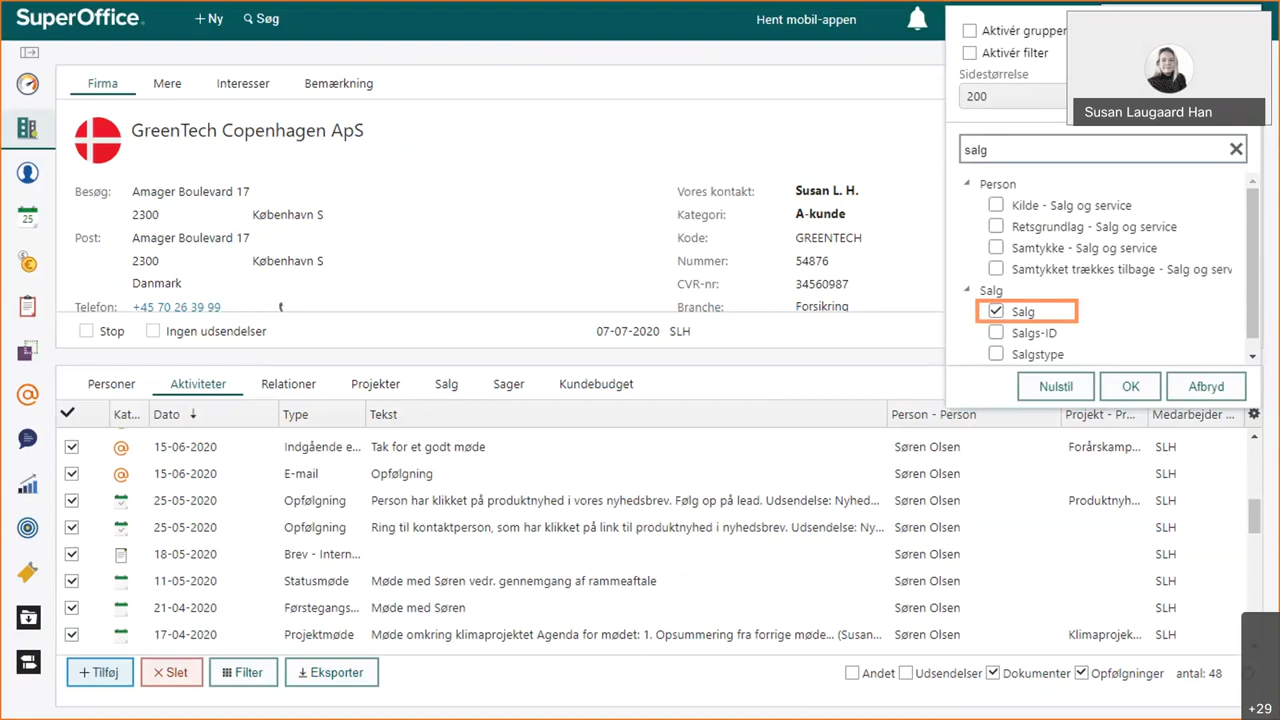 SuperOffice.
+ Ny
Søg
Hent mobil-appen
Aktivér grupper
Aktivér filter
Sidestørrelse
200
Susan Laugaard Han
salg
Person
Kilde - Salg og service
Retsgrundlag - Salg og service
Samtykke - Salg og service
Samtykket trækkes tilbage - Salg og serv
Salg
Salg
Salgs-ID
Salgstype
Nulstil OK Afbryd
Firma Mere Interesser Bemærkning
GreenTech Copenhagen ApS
Besøg: Amager Boulevard 17
2300 København S
Post: Amager Boulevard 17
2300 København S
Danmark
Telefon: +45 70 26 39 99
Vores kontakt: Susan L. H.
Kategori: A-kunde
Kode: GREENTECH
Nummer: 54876
CVR-nr: 34560987
Branche: Forsikring
Stop Ingen udsendelser 07-07-2020 SLH
25
Personer Aktiviteter Relationer Projekter Salg Sager Kundebudget
Kat... Dato Type Tekst Person - Person Projekt - Pr... Medarbejder ...
15-06-2020 Indgående e... Tak for et godt møde Søren Olsen Forårskamp... SLH
15-06-2020 E-mail Opfølgning Søren Olsen SLH
25-05-2020 Opfølgning Person har klikket på produktnyhed i vores nyhedsbrev. Følg op på lead. Udsendelse: Nyhed... Søren Olsen Produktnyh... SLH
25-05-2020 Opfølgning Ring til kontaktperson, som har klikket på link til produktnyhed i nyhedsbrev. Udsendelse: Ny... Søren Olsen SLH
18-05-2020 Brev - Intern... Søren Olsen SLH
11-05-2020 Statusmøde Møde med Søren vedr. gennemgang af rammeaftale Søren Olsen SLH
21-04-2020 Førstegangs... Møde med Søren Søren Olsen SLH
17-04-2020 Projektmøde Møde omkring klimaprojektet Agenda for mødet: 1. Opsummering fra forrige møde... (Susan... Søren Olsen Klimaprojek... SLH
+ Tilføj Slet Filter Eksporter
Andet Udsendelser Dokumenter Opfølgninger antal: 48
+29